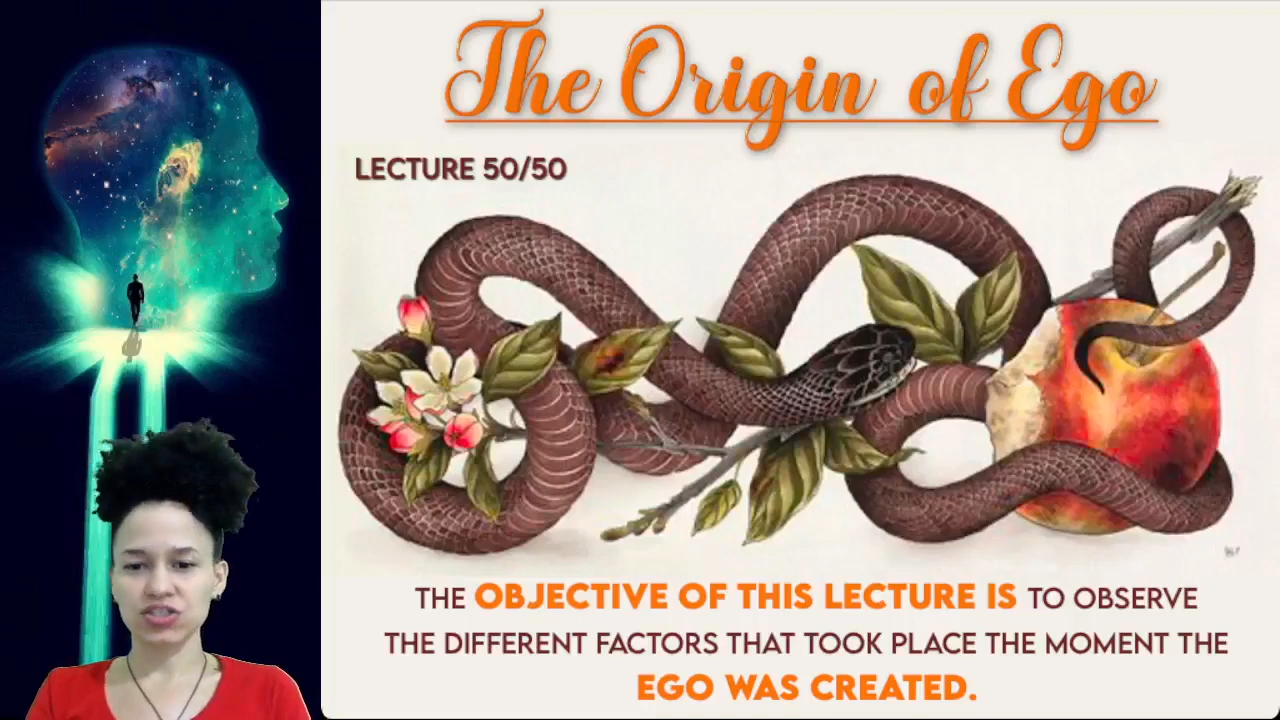 The Origin of Ego
LECTURE 50/50
THE OBJECTIVE OF THIS LECTURE IS TO OBSERVE
THE DIFFERENT FACTORS THAT TOOK PLACE THE MOMENT THE
EGO WAS CREATED.